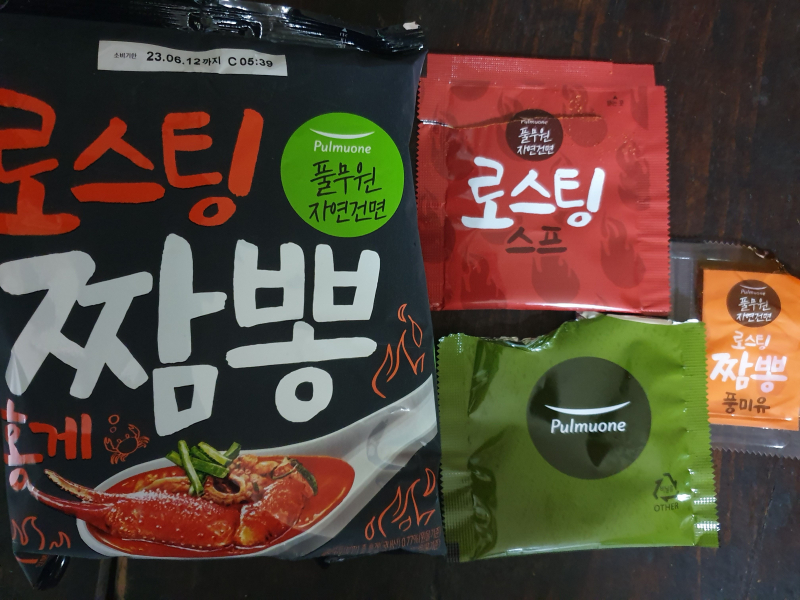 소비기한 23.06.12까지 C 05:39
로스팅
Pulmuone
풀무원
자연건면
짬뽕
홍게
Pulmuone
풀무원
자연건면
로스팅
스프
Pulmuone
OTHER
Pulmuone
풀무원
자연건면
로스팅
짬뽕
풍미유